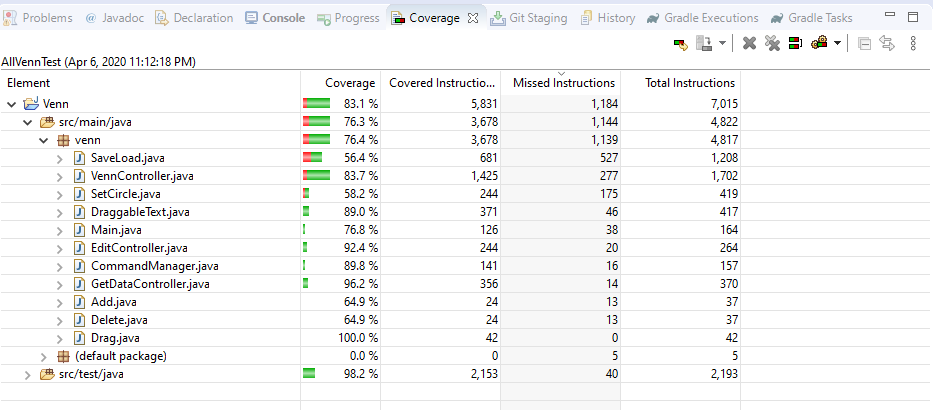 Problems @ Javadoc Declaration Console Progress Coverage Git Staging History Gradle Executions Gradle Tasks
AllVennTest (Apr 6, 2020 11:12:18 PM)
Element Coverage Covered Instructio... Missed Instructions Total Instructions
Venn 83.1 % 5,831 1,184 7,015
src/main/java 76.3 % 3,678 1,144 4,822
venn 76.4 % 3,678 1,139 4,817
SaveLoad.java 56.4 % 681 527 1,208
VennController.java 83.7 % 1,425 277 1,702
SetCircle.java 58.2 % 244 175 419
DraggableText.java 89.0 % 371 46 417
Main.java 76.8 % 126 38 164
EditController.java 92.4 % 244 20 264
CommandManager.java 89.8 % 141 16 157
GetDataController.java 96.2 % 356 14 370
Add.java 64.9 % 24 13 37
Delete.java 64.9 % 24 13 37
Drag.java 100.0 % 42 0 42
(default package) 0.0 % 0 5 5
src/test/java 98.2 % 2,153 40 2,193